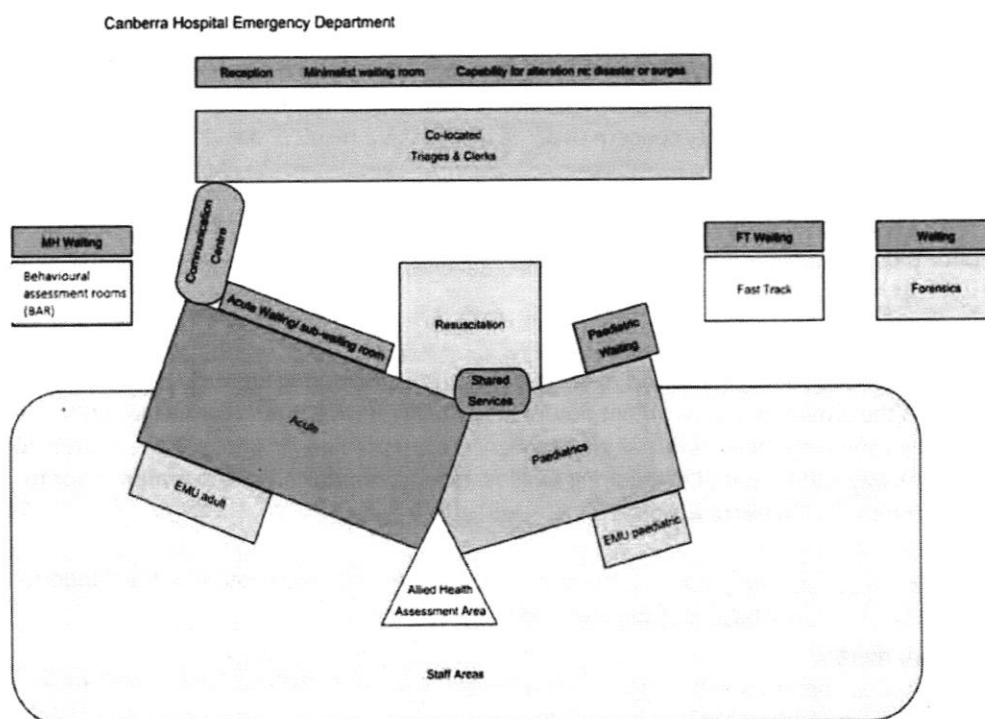 Canberra Hospital Emergency Department
Reception Minimalist waiting room Capability for alteration re: disaster or surges
Co-located
Triages & Clerks
Communication
Centre
MH Waiting
Behavioural
assessment rooms
(BAR)
Acute Waiting/ sub-waiting room
Resuscitation
Paediatric
Waiting
FT Waiting
Fast Track
Waiting
Forensics
Shared
Services
Acute
Paediatrics
EMU adult
EMU paediatric
Allied Health
Assessment Area
Staff Areas